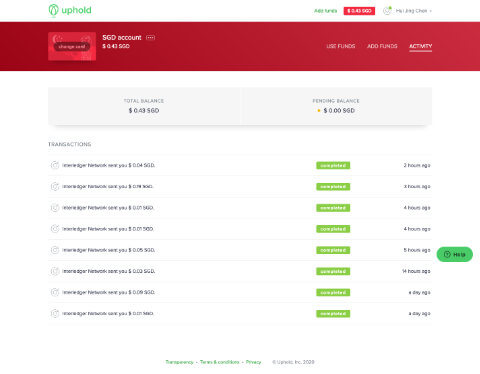 uphold
Add funds
$ 0.43 SGD
Hui Jing Chen
change card
SGD account
$ 0.43 SGD
USE FUNDS
ADD FUNDS
ACTIVITY
TOTAL BALANCE
$ 0.43 SGD
PENDING BALANCE
$ 0.00 SGD
TRANSACTIONS
Interledger Network sent you $ 0.04 SGD. completed 2 hours ago
Interledger Network sent you $ 0.19 SGD. completed 3 hours ago
Interledger Network sent you $ 0.01 SGD. completed 4 hours ago
Interledger Network sent you $ 0.01 SGD. completed 4 hours ago
Interledger Network sent you $ 0.05 SGD. completed 5 hours ago
Help
Interledger Network sent you $ 0.03 SGD. completed 14 hours ago
Interledger Network sent you $ 0.09 SGD. completed a day ago
Interledger Network sent you $ 0.01 SGD. completed a day ago
Transparency • Terms & conditions • Privacy © Uphold, Inc. 2020